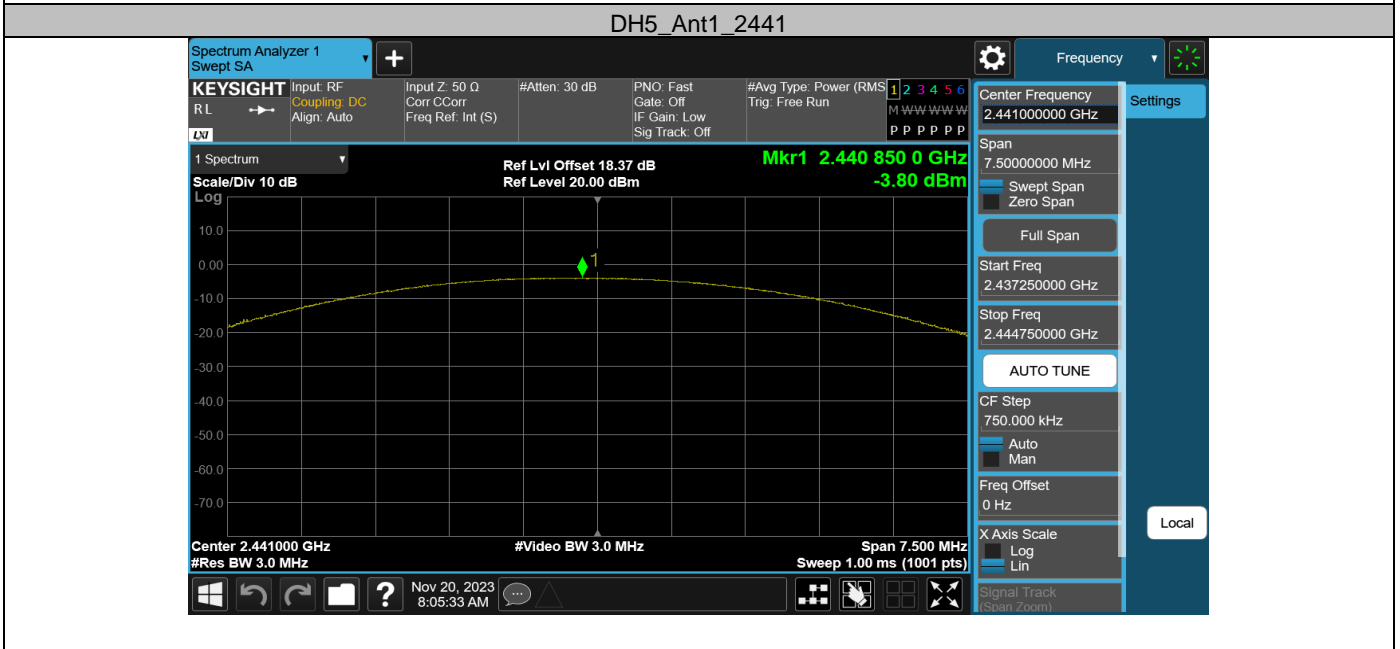 DH5_Ant1_2441
Spectrum Analyzer 1
Swept SA
+
Frequency
KEYSIGHT
RL
LXI
Input: RF
Coupling: DC
Align: Auto
Input Z: 50 Ω
Corr CCorr
Freq Ref: Int (S)
#Atten: 30 dB
PNO: Fast
Gate: Off
IF Gain: Low
Sig Track: Off
#Avg Type: Power (RMS
Trig: Free Run
1 2 3 4 5 6
M W W W W W
P P P P P P
1 Spectrum
Scale/Div 10 dB
Ref Lvl Offset 18.37 dB
Ref Level 20.00 dBm
Mkr1 2.440 850 0 GHz
-3.80 dBm
Log
10.0
0.00
-10.0
-20.0
-30.0
-40.0
-50.0
-60.0
-70.0
1
Center 2.441000 GHz
#Res BW 3.0 MHz
#Video BW 3.0 MHz
Span 7.500 MHz
Sweep 1.00 ms (1001 pts)
?
Nov 20, 2023
8:05:33 AM
Center Frequency
2.441000000 GHz
Span
7.50000000 MHz
Swept Span
Zero Span
Full Span
Start Freq
2.437250000 GHz
Stop Freq
2.444750000 GHz
AUTO TUNE
CF Step
750.000 kHz
Auto
Man
Freq Offset
0 Hz
X Axis Scale
Log
Lin
Signal Track
(Span Zoom)
Settings
Local